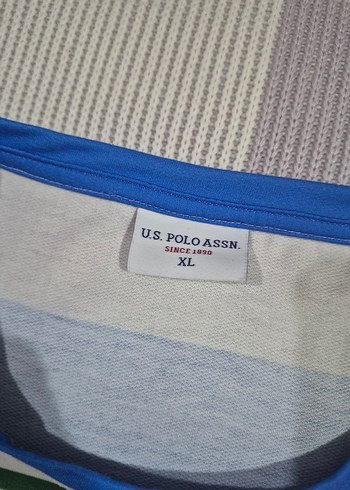 U.S. POLO ASSN.
SINCE 1890
XL